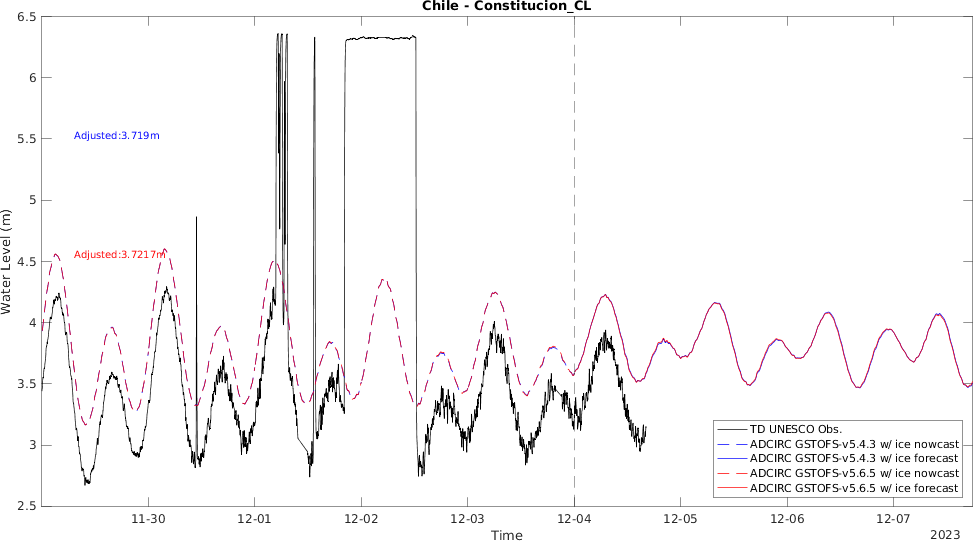 Chile - Constitucion_CL
6.5
6
5.5
5
4.5
4
3.5
3
2.5
Water Level (m)
Adjusted:3.719m
Adjusted:3.7217m
TD UNESCO Obs.
ADCIRC GSTOFS-v5.4.3 w/ ice nowcast
ADCIRC GSTOFS-v5.4.3 w/ ice forecast
ADCIRC GSTOFS-v5.6.5 w/ ice nowcast
ADCIRC GSTOFS-v5.6.5 w/ ice forecast
11-30 12-01 12-02 12-03 12-04 12-05 12-06 12-07
Time
2023